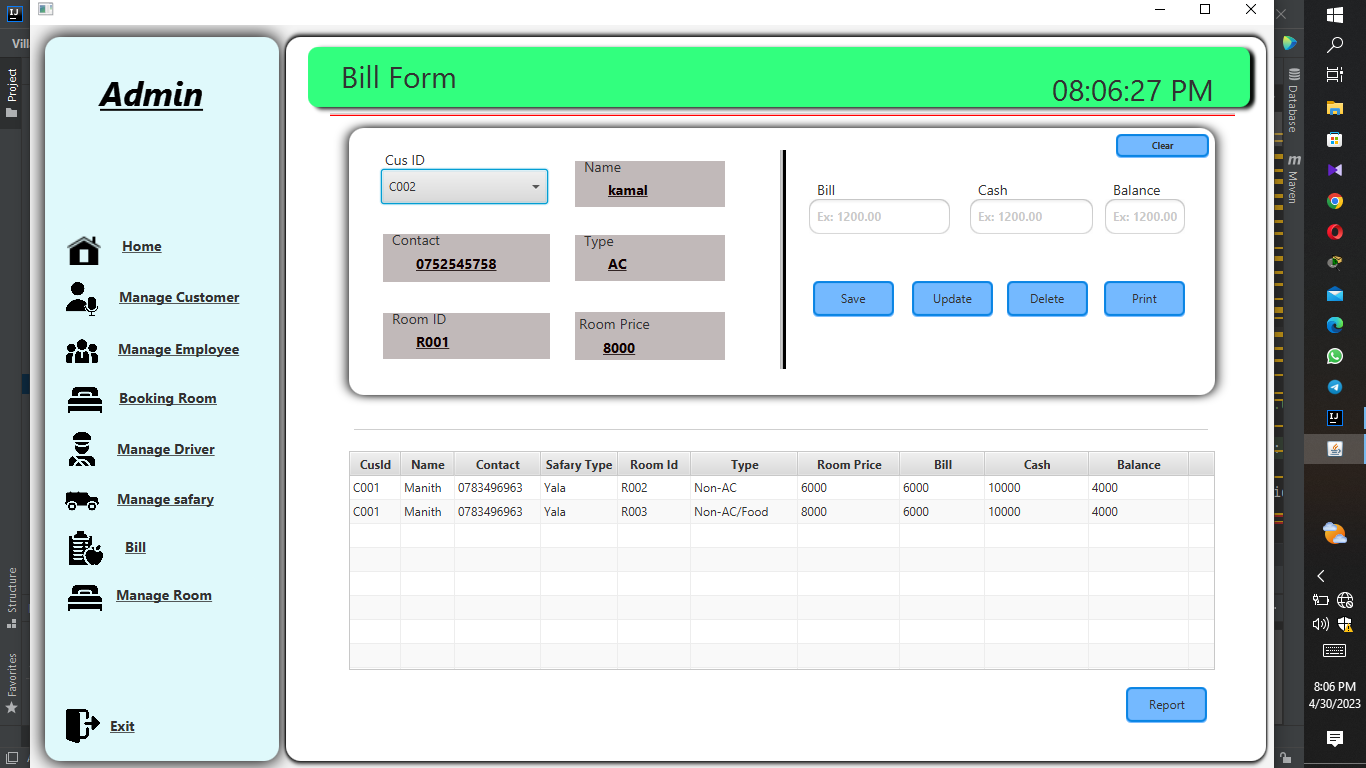 IJ
Vill
Project
Structure
Favorites
Admin
Home
Manage Customer
Manage Employee
Booking Room
Manage Driver
Manage safary
Bill
Manage Room
Exit
Bill Form
08:06:27 PM
Clear
Cus ID
C002
Name
kamal
Contact
0752545758
Type
AC
Room ID
R001
Room Price
8000
Bill Cash Balance
Ex: 1200.00 Ex: 1200.00 Ex: 1200.00
Save Update Delete Print
CusId Name Contact Safary Type Room Id Type Room Price Bill Cash Balance
C001 Manith 0783496963 Yala R002 Non-AC 6000 6000 10000 4000
C001 Manith 0783496963 Yala R003 Non-AC/Food 8000 6000 10000 4000
Report
Database
m
Maven
IJ
8:06 PM
4/30/2023